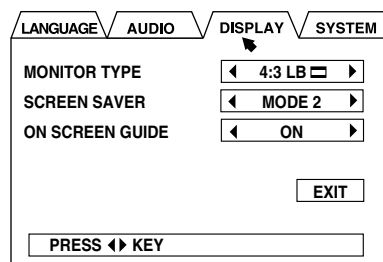 LANGUAGE AUDIO DISPLAY SYSTEM
MONITOR TYPE ◀ 4:3 LB ▶
SCREEN SAVER ◀ MODE 2 ▶
ON SCREEN GUIDE ◀ ON ▶
EXIT
PRESS ◀▶ KEY